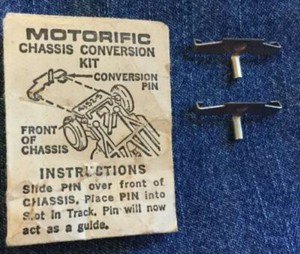 MOTORIFIC
CHASSIS CONVERSION
KIT
CONVERSION
PIN
FRONT OF
CHASSIS
INSTRUCTIONS
Slide PIN over front of
CHASSIS. Place PIN into
Slot in Track. Pin will now
act as a guide.